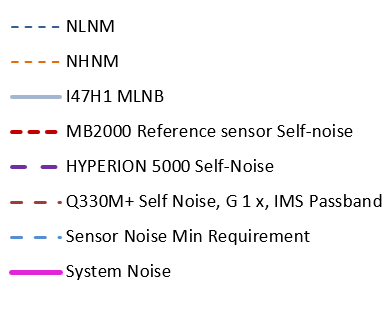 NLNM
NHNM
I47H1 MLNB
MB2000 Reference sensor Self-noise
HYPERION 5000 Self-Noise
Q330M+ Self Noise, G 1 x, IMS Passband
Sensor Noise Min Requirement
System Noise